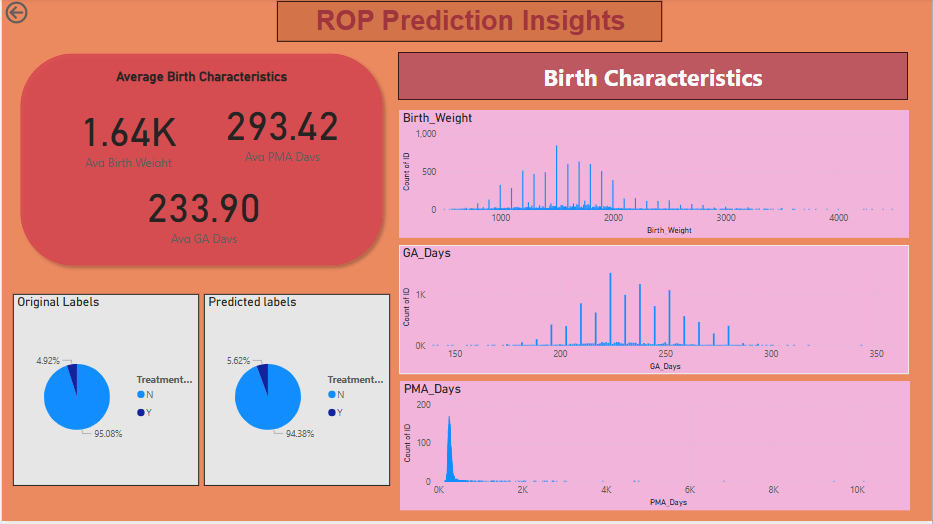 ROP Prediction Insights
Average Birth Characteristics
1.64K
Avg Birth Weight
293.42
Avg PMA Days
233.90
Avg GA Days
Original Labels
4.92%
95.08%
Treatment...
N
Y
Predicted labels
5.62%
94.38%
Treatment...
N
Y
Birth Characteristics
Birth_Weight
Count of ID
1,000
500
0
1000 2000 3000 4000
Birth_Weight
GA_Days
Count of ID
1K
0K
150 200 250 300 350
GA_Days
PMA_Days
Count of ID
200
100
0
0K 2K 4K 6K 8K 10K
PMA_Days